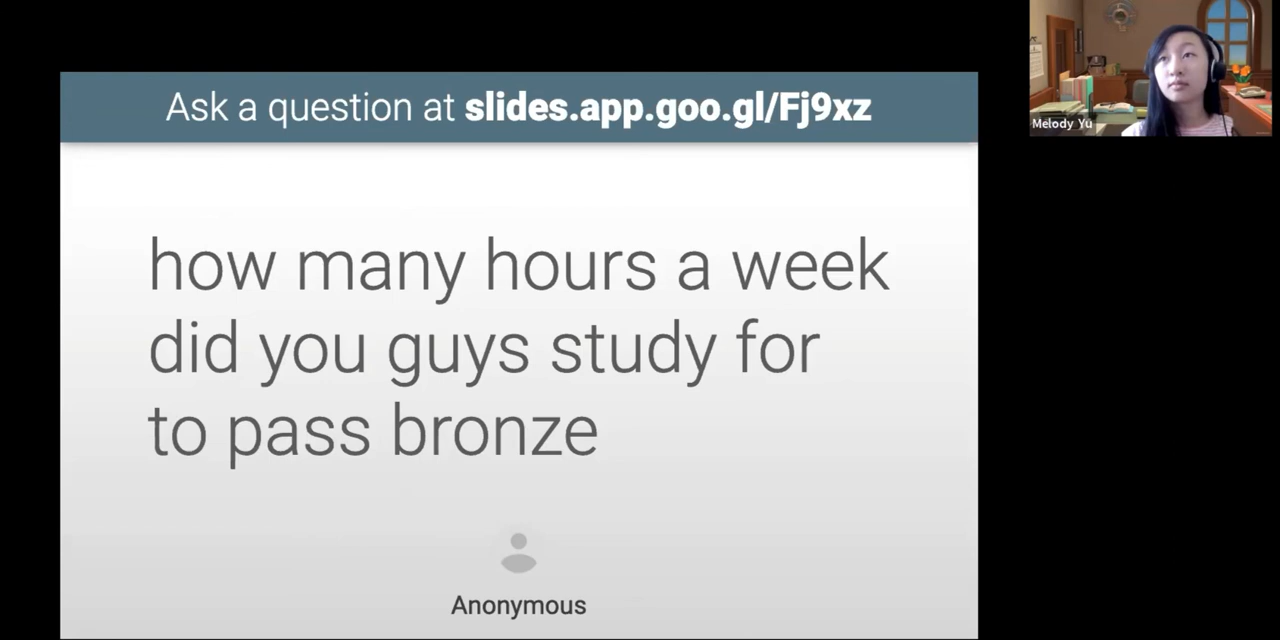 Ask a question at slides.app.goo.gl/Fj9xz
how many hours a week
did you guys study for
to pass bronze
Anonymous
Melody Yu